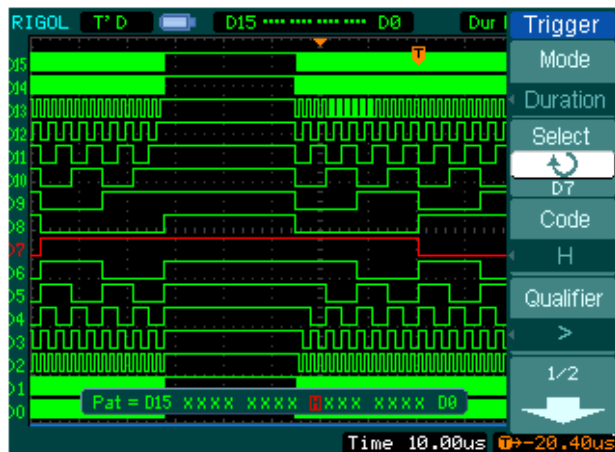 RIGOL T'D D15 ···· ···· ···· ···· D0 Dur Trigger
T
Mode
Duration
Select
D7
Code
H
Qualifier
>
1/2
D15
D14
D13
D12
D11
D10
D9
D8
D7
D6
D5
D4
D3
D2
D1
D0
Pat = D15 XXXX XXXX HXXX XXXX D0
Time 10.00us T→-20.40us